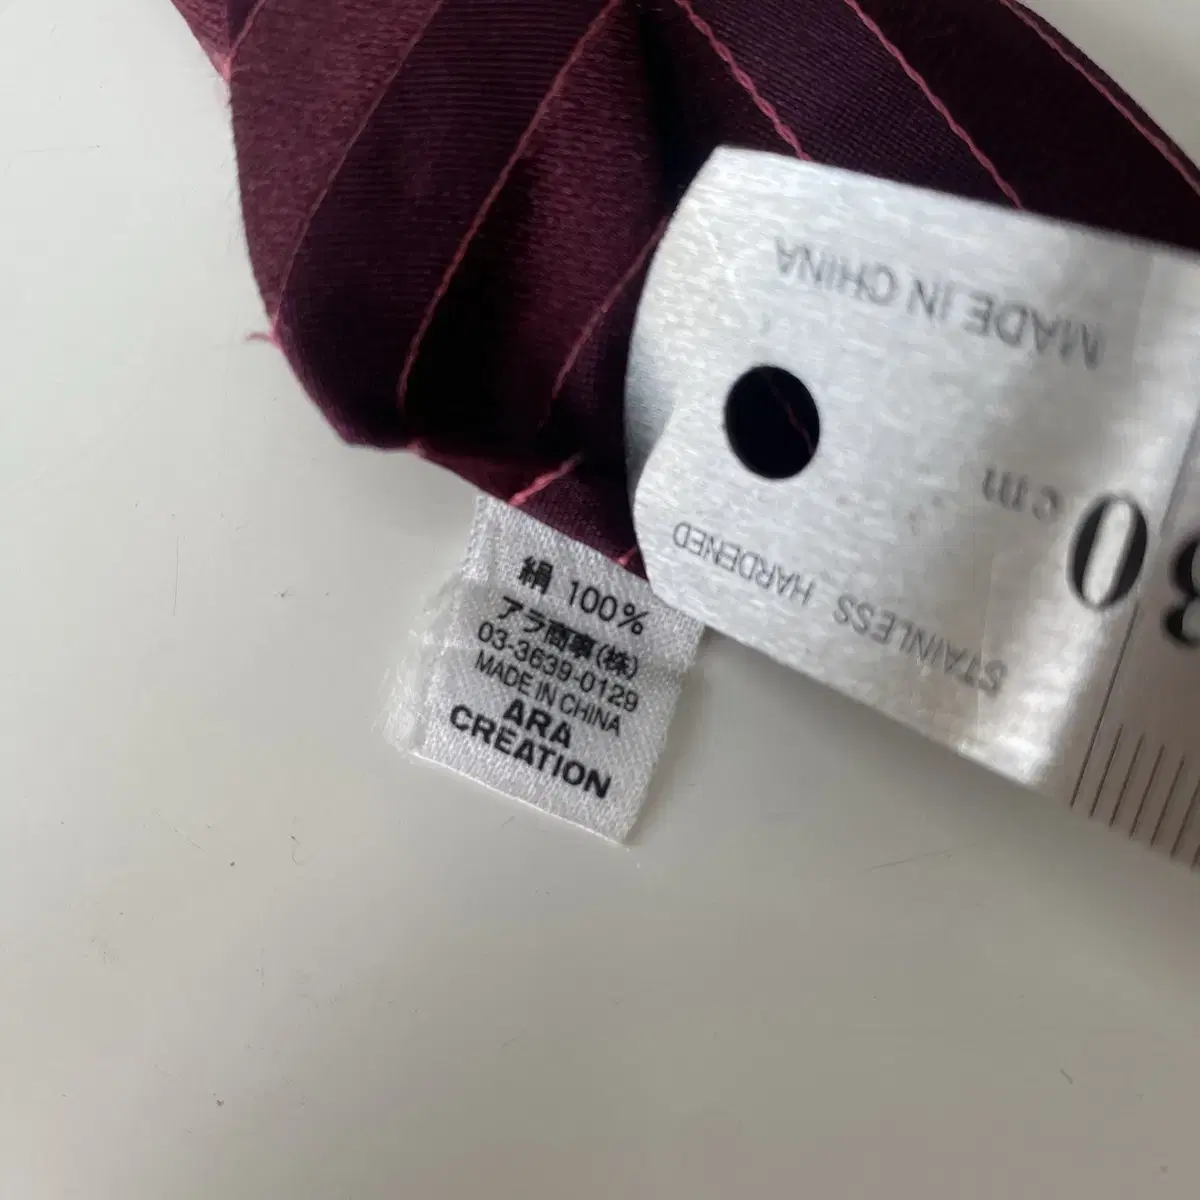 絹 100%
アラ商事(株)
03-3639-0129
MADE IN CHINA
ARA
CREATION
MADE IN CHINA
cm
0
3
STAINLESS HARDENED